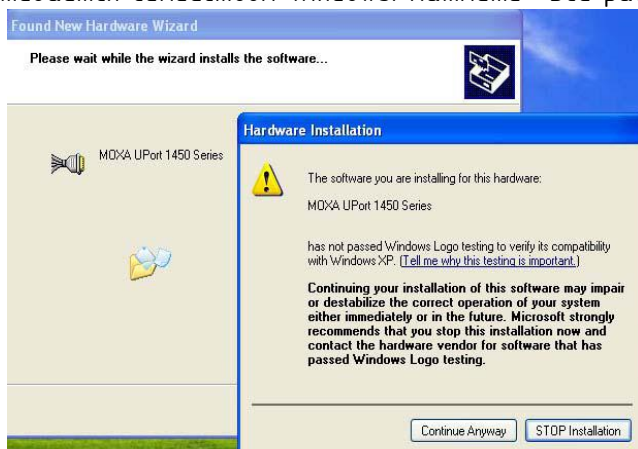 Windows. Нажмите
Found New Hardware Wizard
Please wait while the wizard installs the software...
MOXA UPort 1450 Series
Hardware Installation
The software you are installing for this hardware:
MOXA UPort 1450 Series
has not passed Windows Logo testing to verify its compatibility
with Windows XP. (Tell me why this testing is important.)
Continuing your installation of this software may impair
or destabilize the correct operation of your system
either immediately or in the future. Microsoft strongly
recommends that you stop this installation now and
contact the hardware vendor for software that has
passed Windows Logo testing.
Continue Anyway
STOP Installation